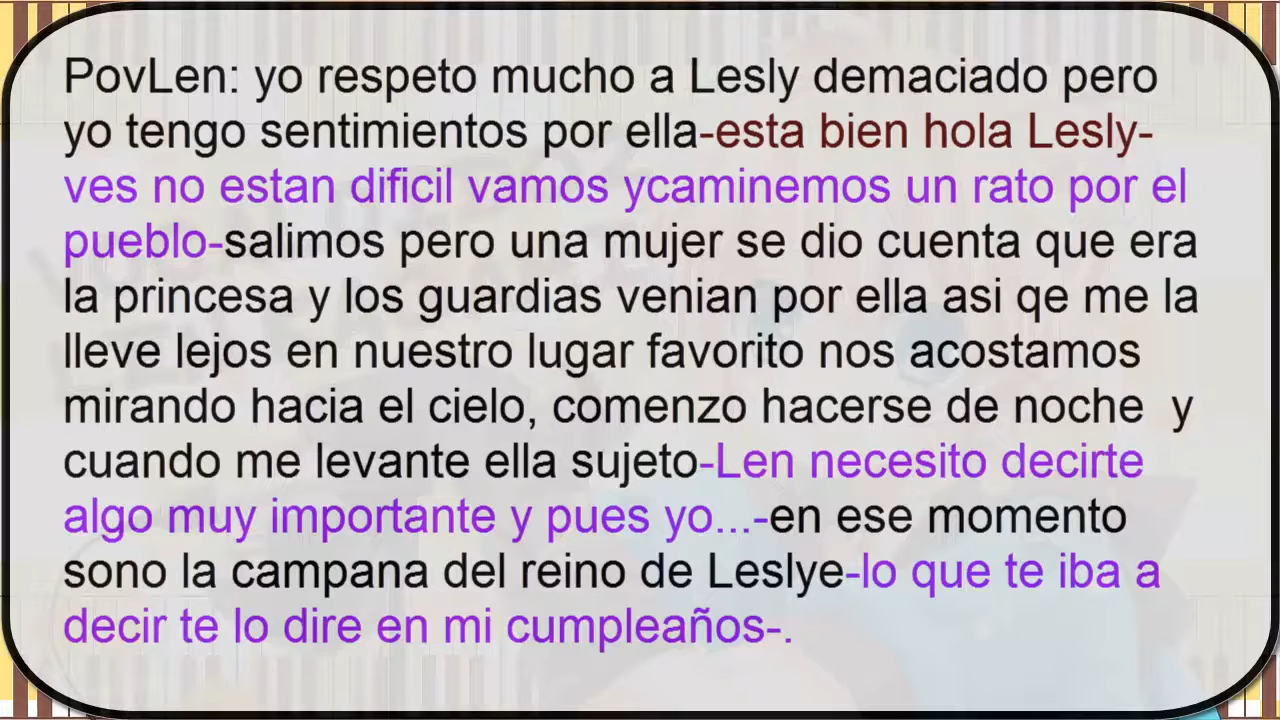 PovLen: yo respeto mucho a Lesly demaciado pero
yo tengo sentimientos por ella-esta bien hola Lesly-
ves no estan dificil vamos ycaminemos un rato por el
pueblo-salimos pero una mujer se dio cuenta que era
la princesa y los guardias venian por ella asi qe me la
lleve lejos en nuestro lugar favorito nos acostamos
mirando hacia el cielo, comenzo hacerse de noche  y
cuando me levante ella sujeto-Len necesito decirte
algo muy importante y pues yo...-en ese momento
sono la campana del reino de Leslye-lo que te iba a
decir te lo dire en mi cumpleaños-.